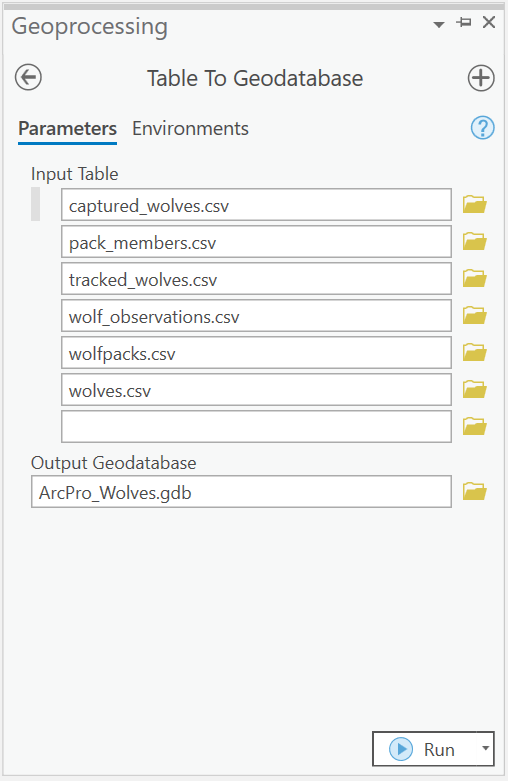 Geoprocessing
Table To Geodatabase
Parameters Environments
?
Input Table
captured_wolves.csv
pack_members.csv
tracked_wolves.csv
wolf_observations.csv
wolfpacks.csv
wolves.csv
Output Geodatabase
ArcPro_Wolves.gdb
Run